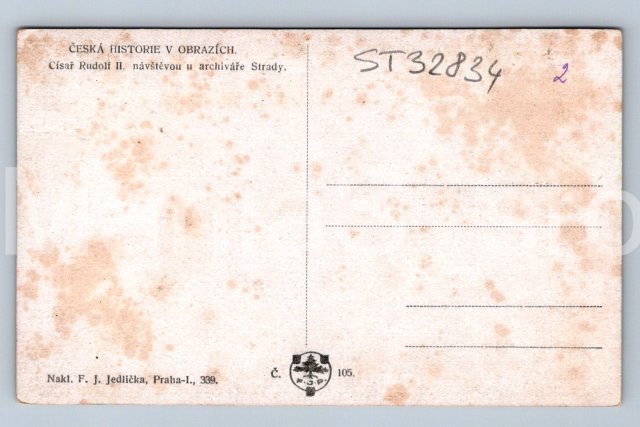 ČESKÁ HISTORIE V OBRAZÍCH.
Císař Rudolf II. návštěvou u archiváře Strady.
ST32834
2
Nakl. F. J. Jedlička, Praha-I., 339.
Č. 105.
F.J.P.